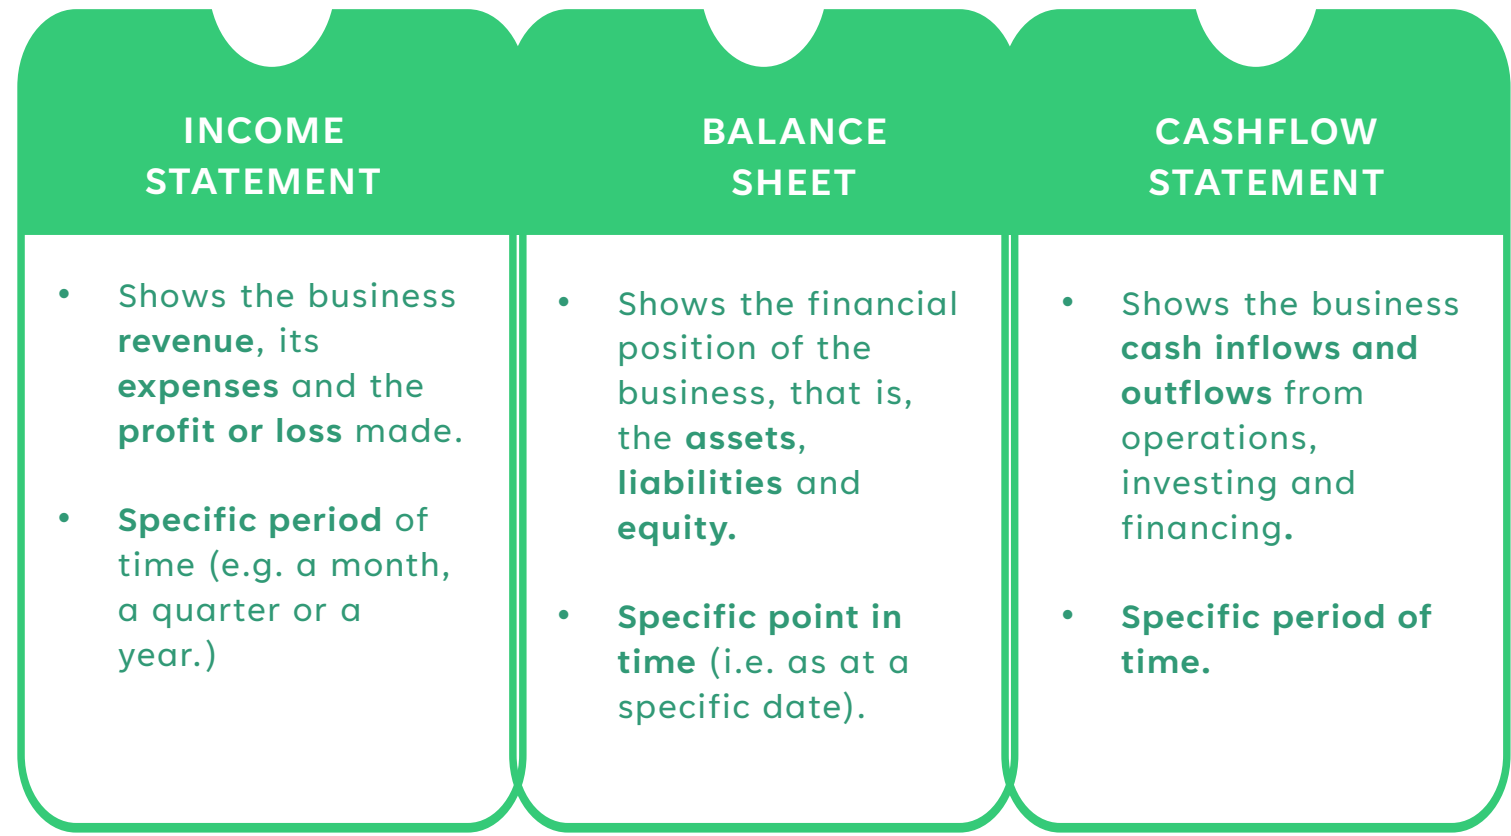 INCOME
STATEMENT
• Shows the business
revenue, its
expenses and the
profit or loss made.
• Specific period of
time (e.g. a month,
a quarter or a
year.)
BALANCE
SHEET
• Shows the financial
position of the
business, that is,
the assets,
liabilities and
equity.
• Specific point in
time (i.e. as at a
specific date).
CASHFLOW
STATEMENT
• Shows the business
cash inflows and
outflows from
operations,
investing and
financing.
• Specific period of
time.